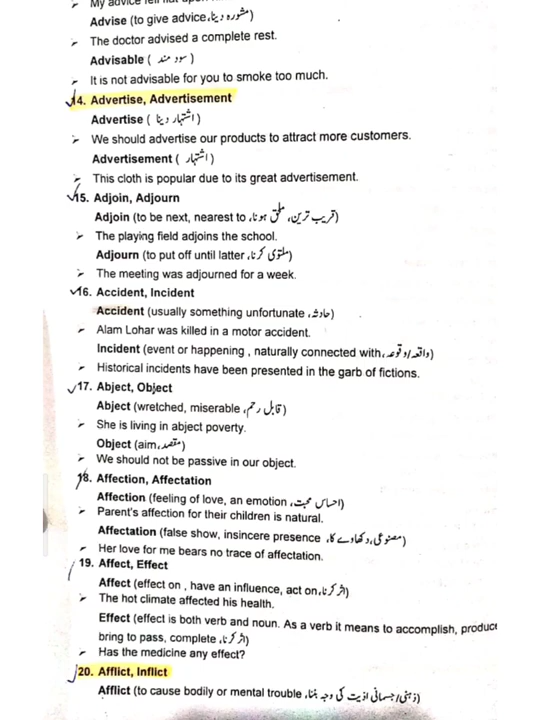 My advice fell
Advise (to give advice، مشورہ دینا)
➢ The doctor advised a complete rest.
Advisable ( سود مند )
➢ It is not advisable for you to smoke too much.
14. Advertise, Advertisement
Advertise ( اشتہار دینا )
➢ We should advertise our products to attract more customers.
Advertisement ( اشتہار )
➢ This cloth is popular due to its great advertisement.
15. Adjoin, Adjourn
Adjoin (to be next, nearest to ،قریب ترین، ملحق ہونا)
➢ The playing field adjoins the school.
Adjourn (to put off until latter ،ملتوی کرنا)
➢ The meeting was adjourned for a week.
16. Accident, Incident
Accident (usually something unfortunate ،حادثہ)
➢ Alam Lohar was killed in a motor accident.
Incident (event or happening , naturally connected with، واقعہ/وقوعہ)
➢ Historical incidents have been presented in the garb of fictions.
17. Abject, Object
Abject (wretched, miserable ،قابل رحم)
➢ She is living in abject poverty.
Object (aim، مقصد)
➢ We should not be passive in our object.
18. Affection, Affectation
Affection (feeling of love, an emotion ،احساس محبت)
➢ Parent's affection for their children is natural.
Affectation (false show, insincere presence ،مصنوعی، دکھاوے کا)
➢ Her love for me bears no trace of affectation.
19. Affect, Effect
Affect (effect on , have an influence, act on، اثر کرنا)
➢ The hot climate affected his health.
Effect (effect is both verb and noun. As a verb it means to accomplish, produce
bring to pass, complete ،اثر کرنا)
➢ Has the medicine any effect?
20. Afflict, Inflict
Afflict (to cause bodily or mental trouble ،ذہنی/جسمانی اذیت کی وجہ بننا)